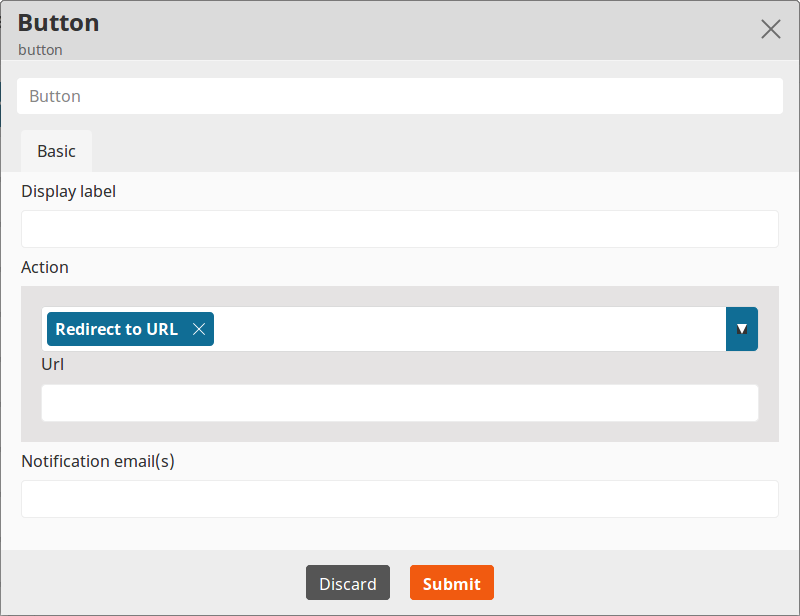 Button
button
Button
Basic
Display label
Action
Redirect to URL
Url
Notification email(s)
Discard
Submit